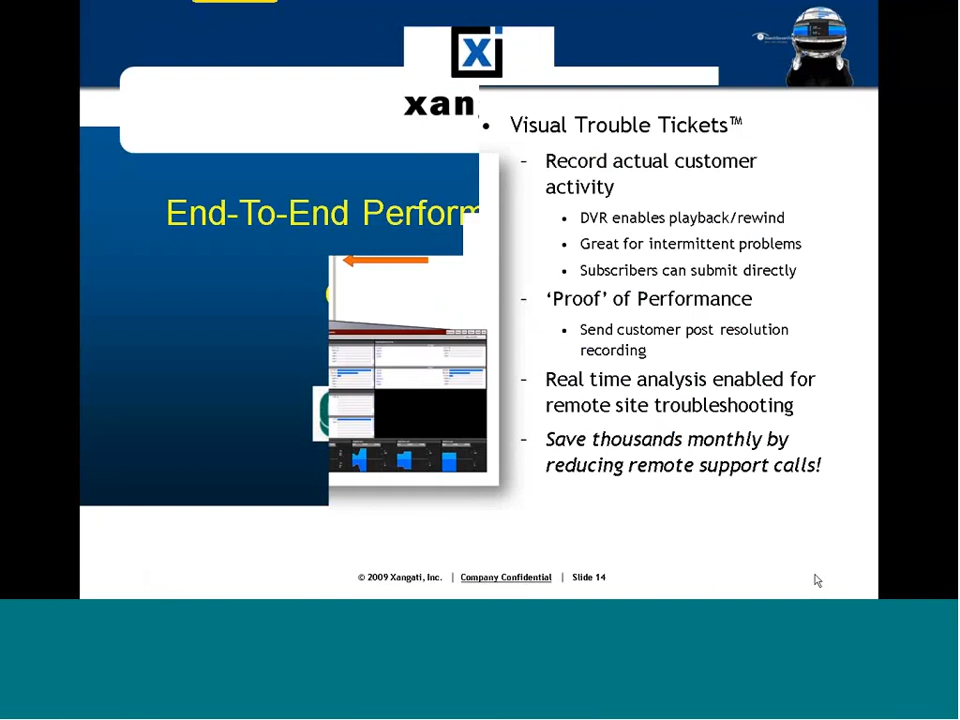 xan
• Visual Trouble Tickets™
– Record actual customer
activity
• DVR enables playback/rewind
• Great for intermittent problems
• Subscribers can submit directly
– ‘Proof’ of Performance
• Send customer post resolution
recording
– Real time analysis enabled for
remote site troubleshooting
– Save thousands monthly by
reducing remote support calls!
End-To-End Perform
© 2009 Xangati, Inc. | Company Confidential | Slide 14